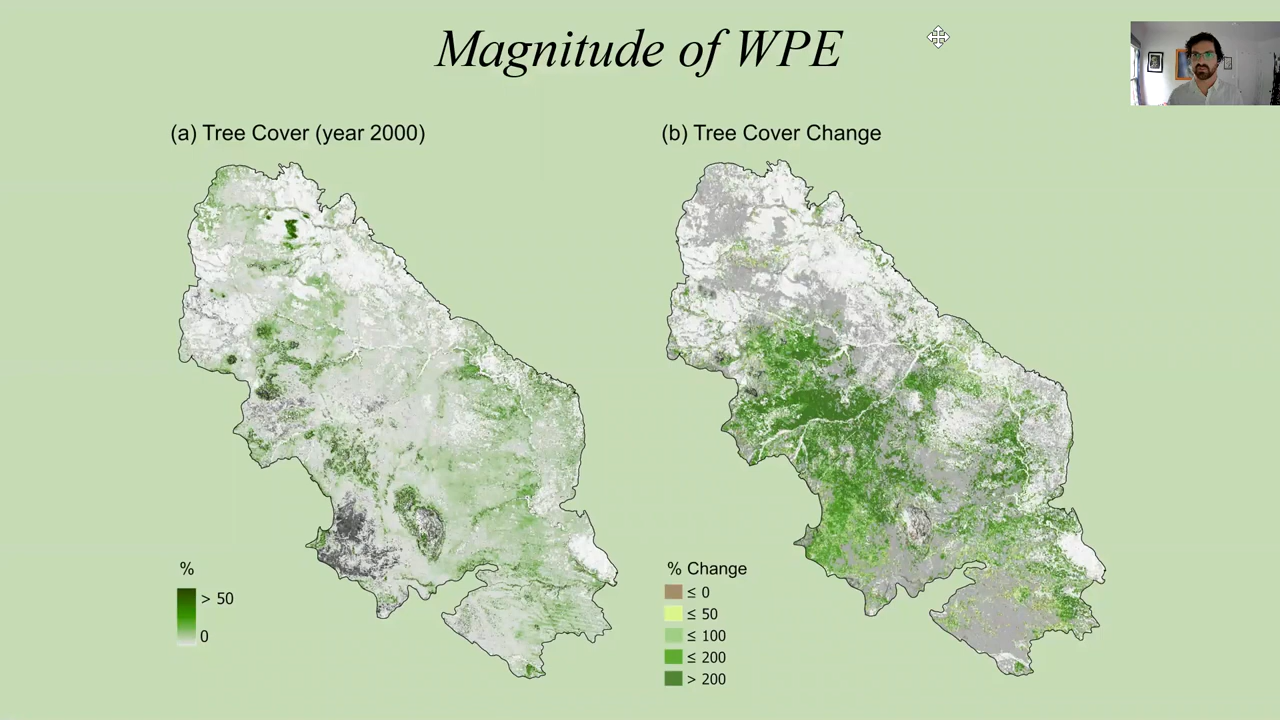 Magnitude of WPE
(a) Tree Cover (year 2000)
(b) Tree Cover Change
%
> 50
0
% Change
≤ 0
≤ 50
≤ 100
≤ 200
> 200